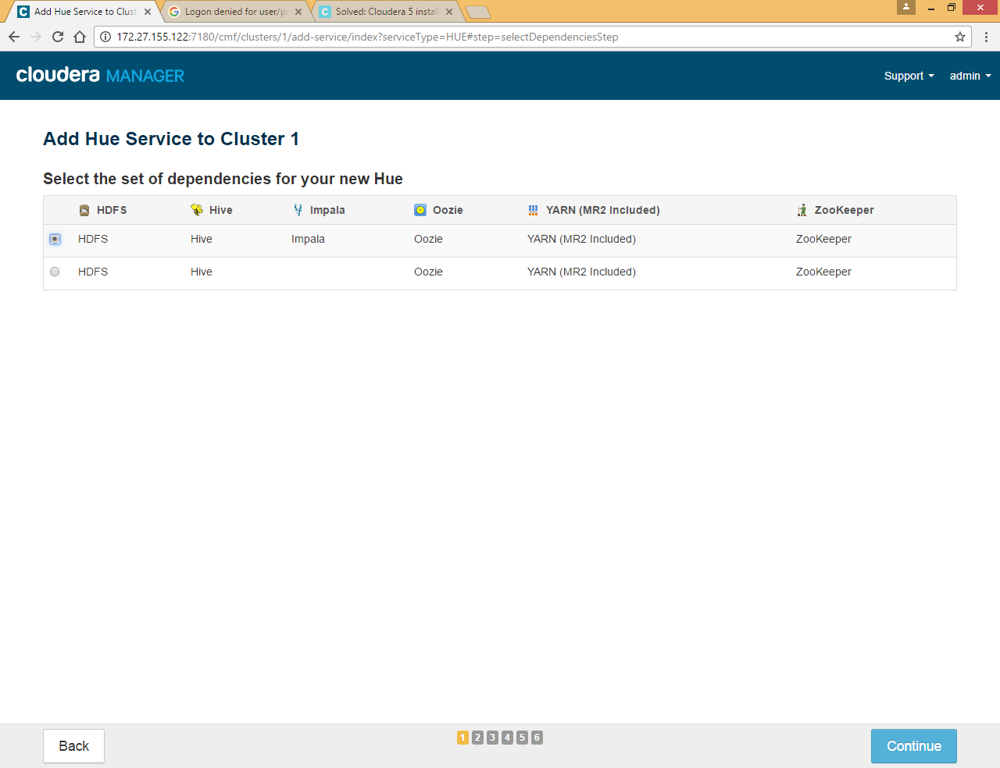 Add Hue Service to Clust
Logon denied for user/pa
Solved: Cloudera 5 instal
172.27.155.122:7180/cmf/clusters/1/add-service/index?serviceType=HUE#step=selectDependenciesStep
cloudera MANAGER
Support admin
Add Hue Service to Cluster 1
Select the set of dependencies for your new Hue
HDFS Hive Impala Oozie YARN (MR2 Included) ZooKeeper
HDFS Hive Impala Oozie YARN (MR2 Included) ZooKeeper
HDFS Hive Oozie YARN (MR2 Included) ZooKeeper
Back 1 2 3 4 5 6 Continue